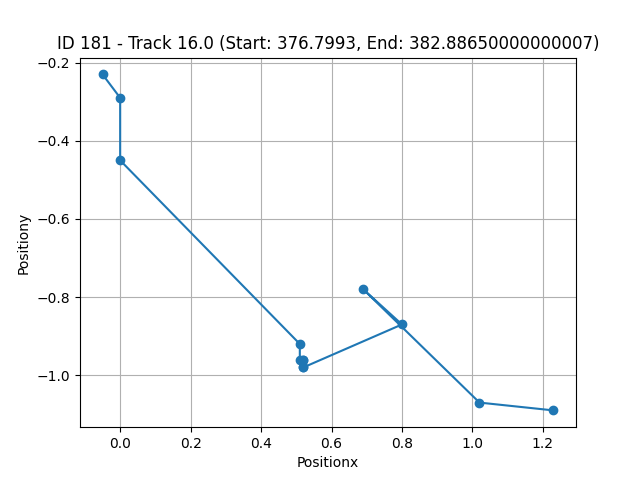 ID 181 - Track 16.0 (Start: 376.7993, End: 382.88650000000007)
−0.2
−0.4
−0.6
−0.8
−1.0
Positiony
0.0 0.2 0.4 0.6 0.8 1.0 1.2
Positionx